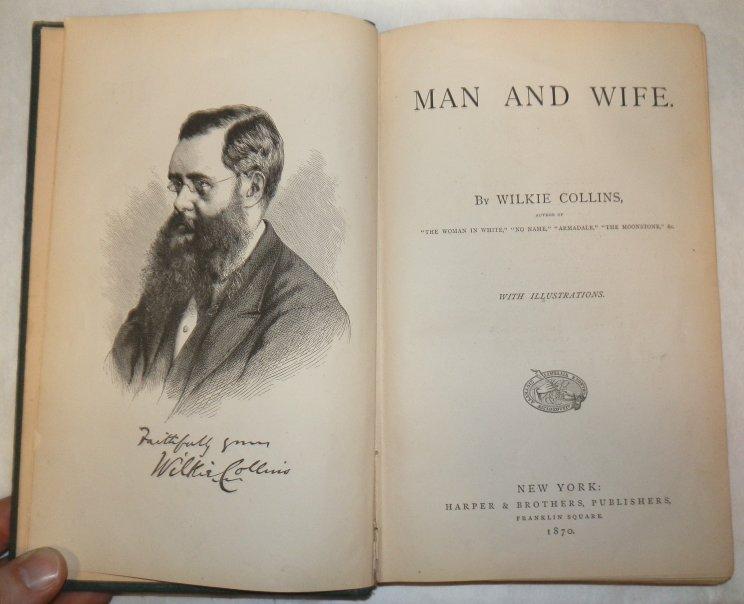 Faithfully yours
Wilkie Collins
MAN AND WIFE.
By WILKIE COLLINS,
AUTHOR OF
"THE WOMAN IN WHITE," "NO NAME," "ARMADALE," "THE MOONSTONE," &c.
WITH ILLUSTRATIONS.
NEW YORK:
HARPER & BROTHERS, PUBLISHERS,
FRANKLIN SQUARE.
1870.